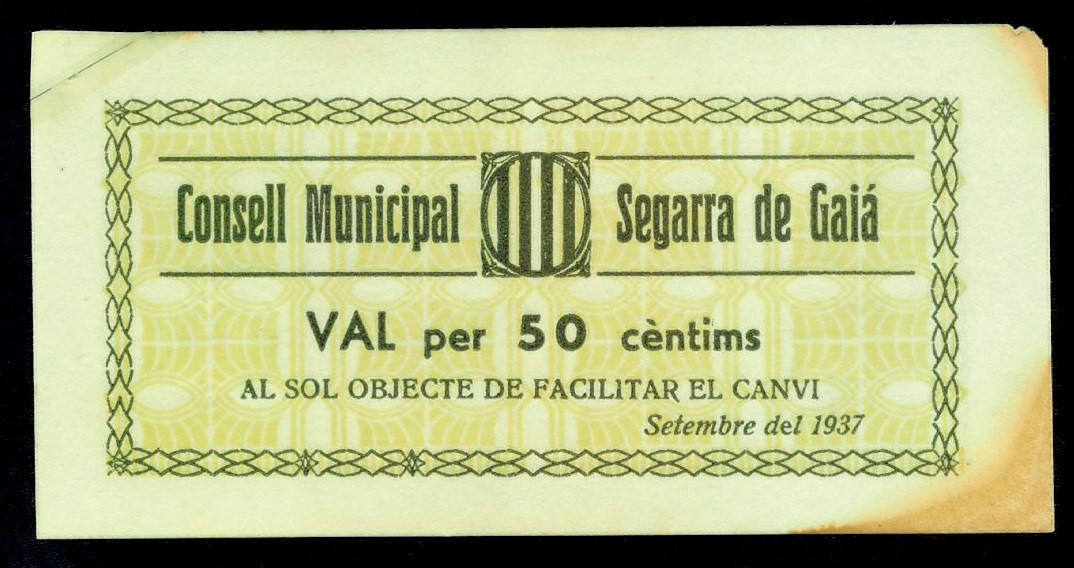 Consell Municipal Segarra de Gaiá
VAL per 50 cèntims
AL SOL OBJECTE DE FACILITAR EL CANVI
Setembre del 1937